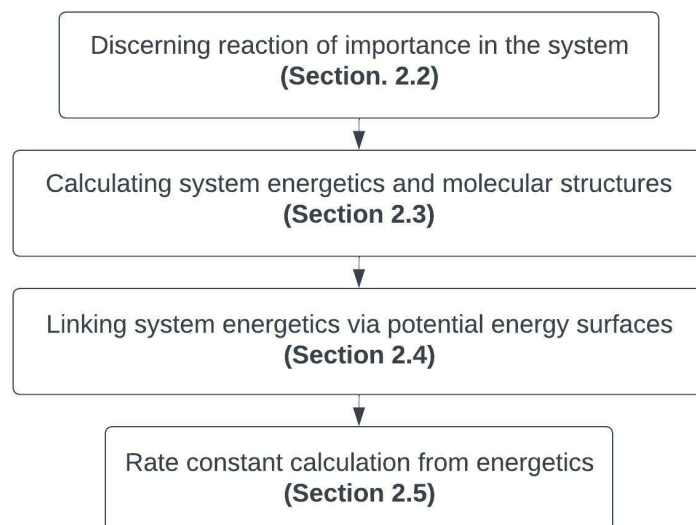 Discerning reaction of importance in the system
(Section. 2.2)
Calculating system energetics and molecular structures
(Section 2.3)
Linking system energetics via potential energy surfaces
(Section 2.4)
Rate constant calculation from energetics
(Section 2.5)